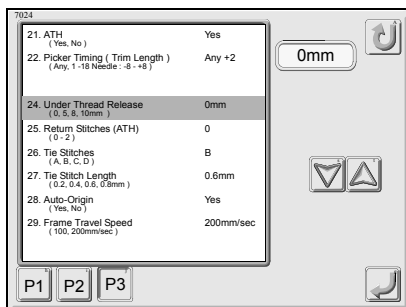 7024
21. ATH Yes
( Yes, No )
22. Picker Timing ( Trim Length ) Any +2
( Any, 1 -18 Needle : -8 - +8 )
0mm
24. Under Thread Release 0mm
( 0, 5, 8, 10mm )
25. Return Stitches (ATH) 0
( 0 - 2 )
26. Tie Stitches B
( A, B, C, D )
27. Tie Stitch Length 0.6mm
( 0.2, 0.4, 0.6, 0.8mm )
28. Auto-Origin Yes
( Yes, No )
29. Frame Travel Speed 200mm/sec
( 100, 200mm/sec )
P1 P2 P3